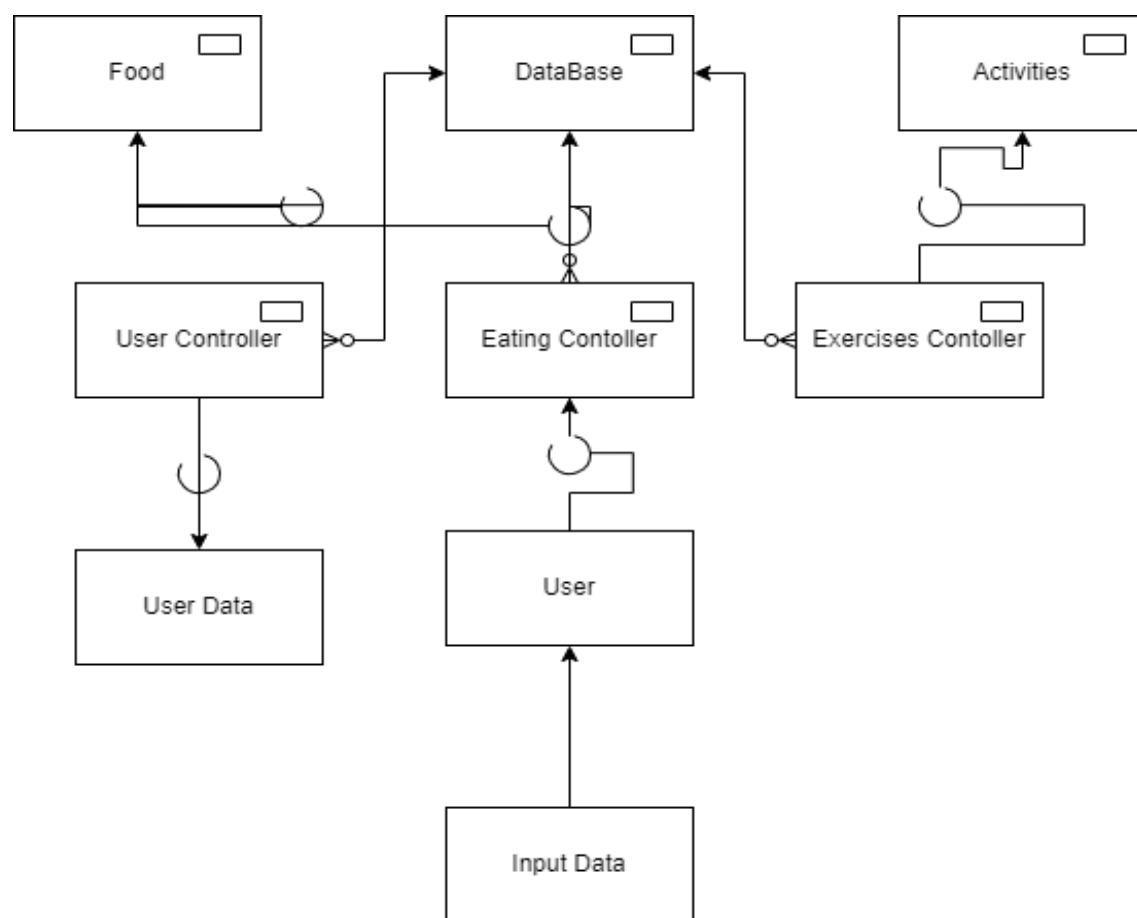 Food
DataBase
Activities
User Controller
Eating Contoller
Exercises Contoller
User Data
User
Input Data